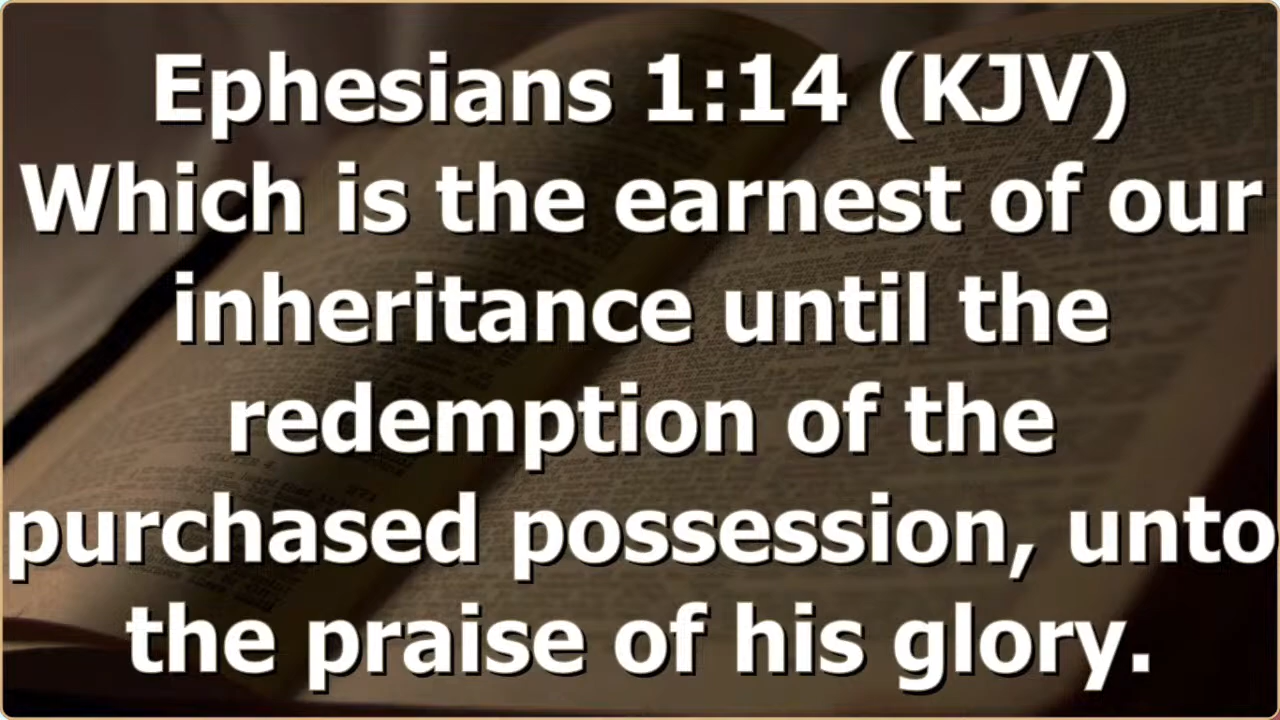 Ephesians 1:14 (KJV)
Which is the earnest of our
inheritance until the
redemption of the
purchased possession, unto
the praise of his glory.